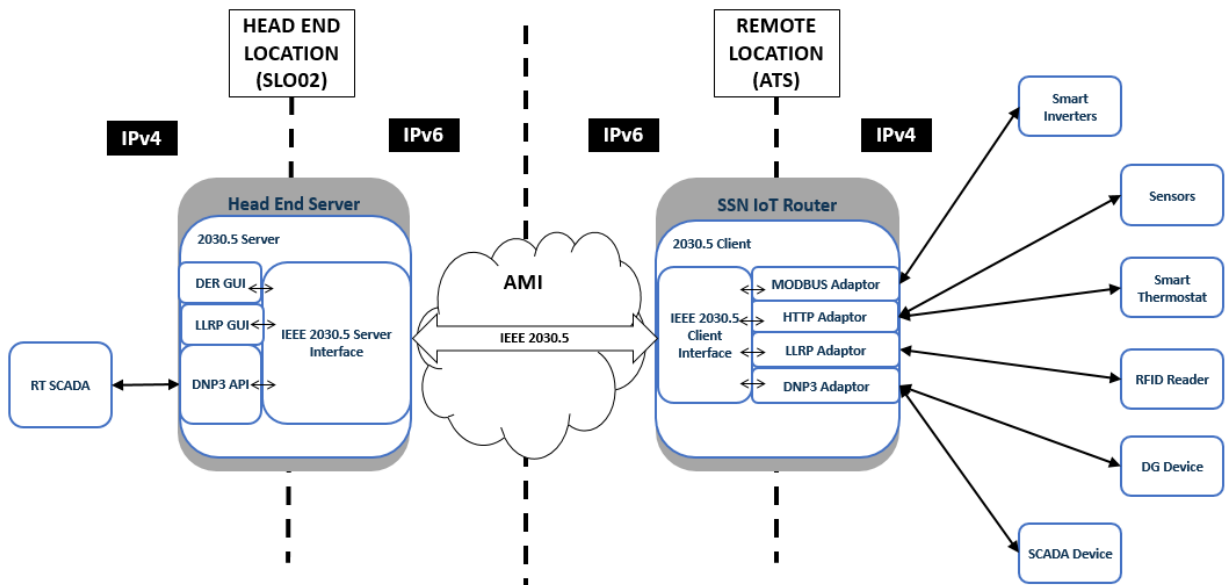 HEAD END
LOCATION
(SLO02)
REMOTE
LOCATION
(ATS)
IPv4
IPv6
IPv6
IPv4
Smart
Inverters
Sensors
Smart
Thermostat
RFID Reader
DG Device
SCADA Device
Head End Server
2030.5 Server
DER GUI
LLRP GUI
DNP3 API
IEEE 2030.5 Server
Interface
RT SCADA
AMI
IEEE 2030.5
SSN IoT Router
2030.5 Client
IEEE 2030.5
Client
Interface
MODBUS Adaptor
HTTP Adaptor
LLRP Adaptor
DNP3 Adaptor